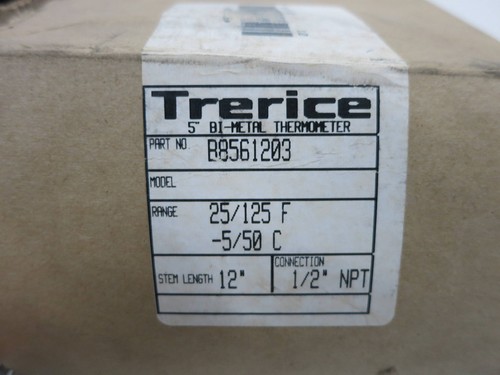 Trerice
5" BI-METAL THERMOMETER
PART NO B8561203
MODEL
RANGE 25/125 F
-5/50 C
STEM LENGTH 12"
CONNECTION
1/2" NPT